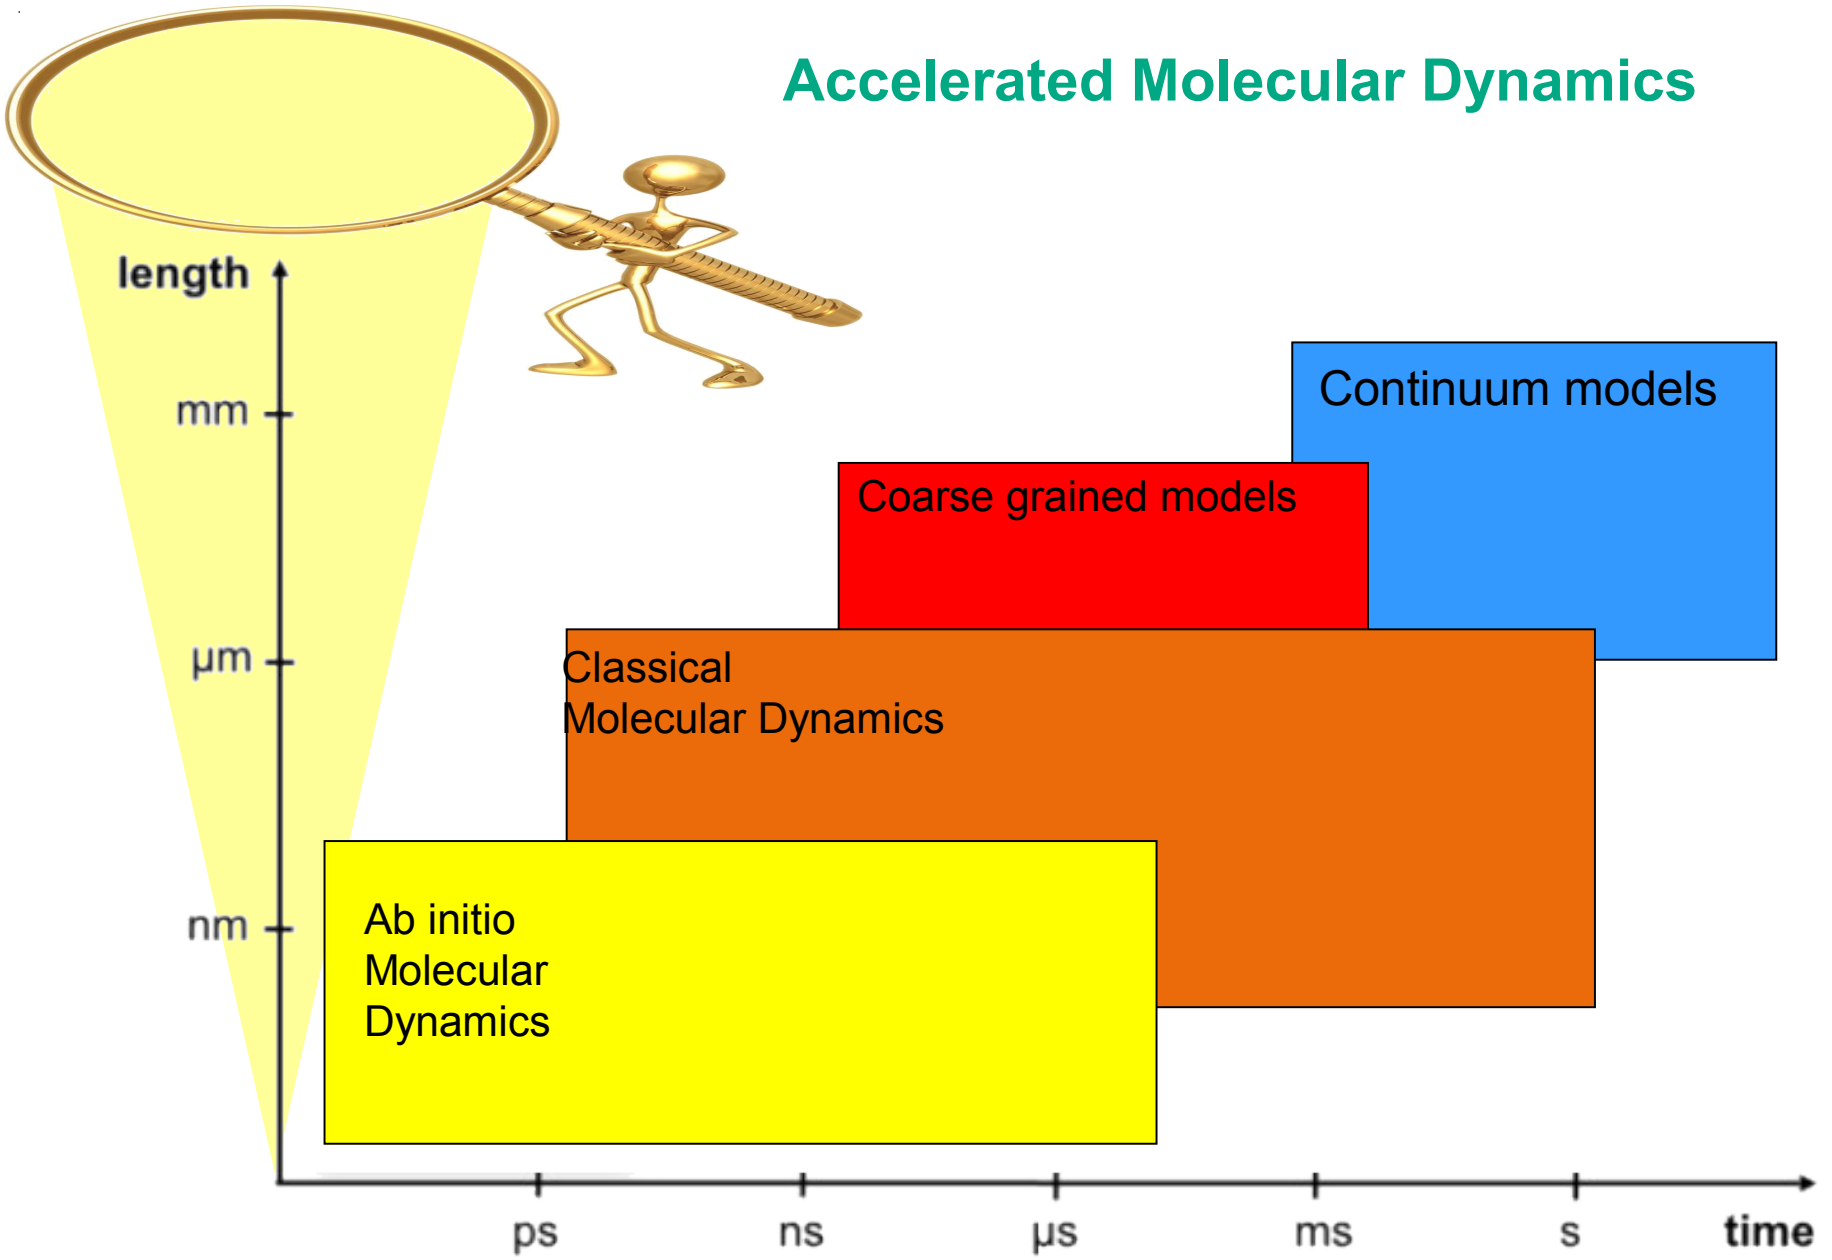 Accelerated Molecular Dynamics
length
mm
Continuum models
Coarse grained models
µm
Classical
Molecular Dynamics
nm
Ab initio
Molecular
Dynamics
ps
ns
µs
ms
s
time